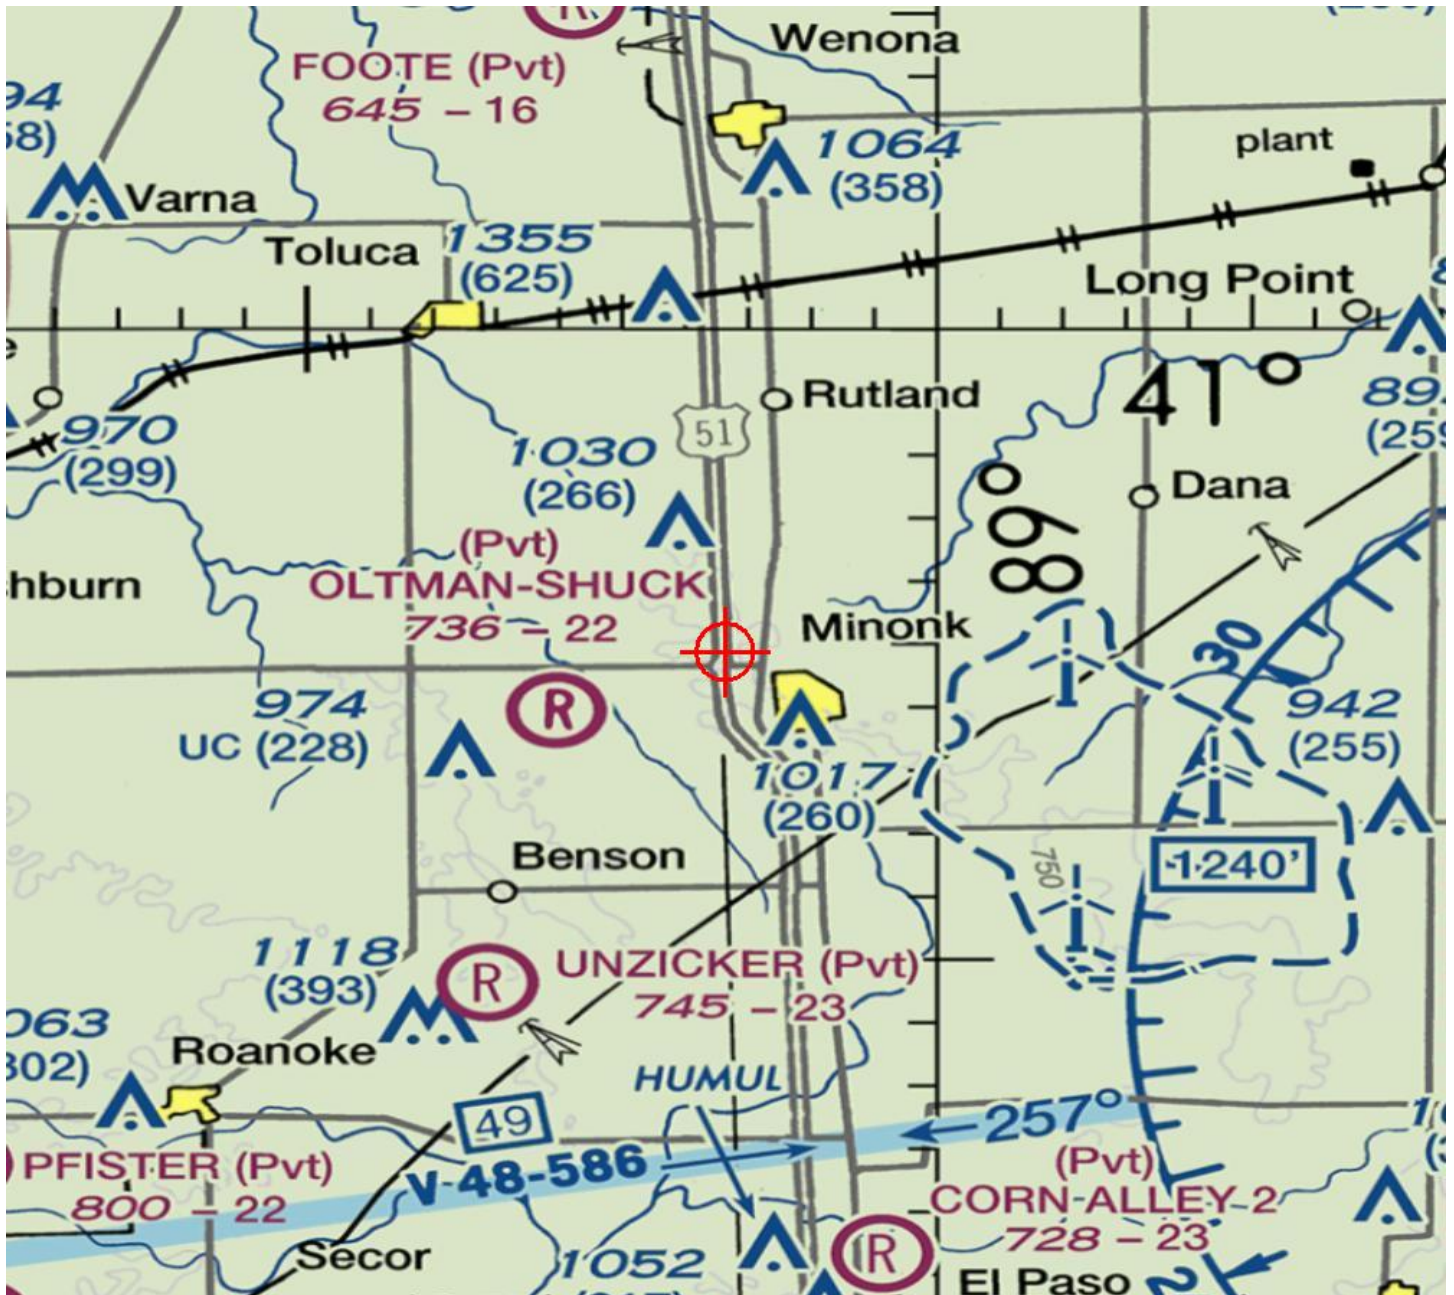 Wenona
FOOTE (Pvt)
645 - 16
94
58)
1064
(358)
plant
Varna
Toluca
1355
(625)
Long Point
Rutland
41°
51
970
(299)
1030
(266)
89
(259
Dana
89°
(Pvt)
OLTMAN-SHUCK
736 - 22
hburn
Minonk
30
974
UC (228)
R
942
(255)
1017
(260)
Benson
750
1240'
1118
(393)
R
UNZICKER (Pvt)
745 - 23
063
302)
Roanoke
HUMUL
49
257°
V 48-586
PFISTER (Pvt)
800 - 22
(Pvt)
CORN ALLEY 2
728 - 23
R
Secor
1052
El Paso